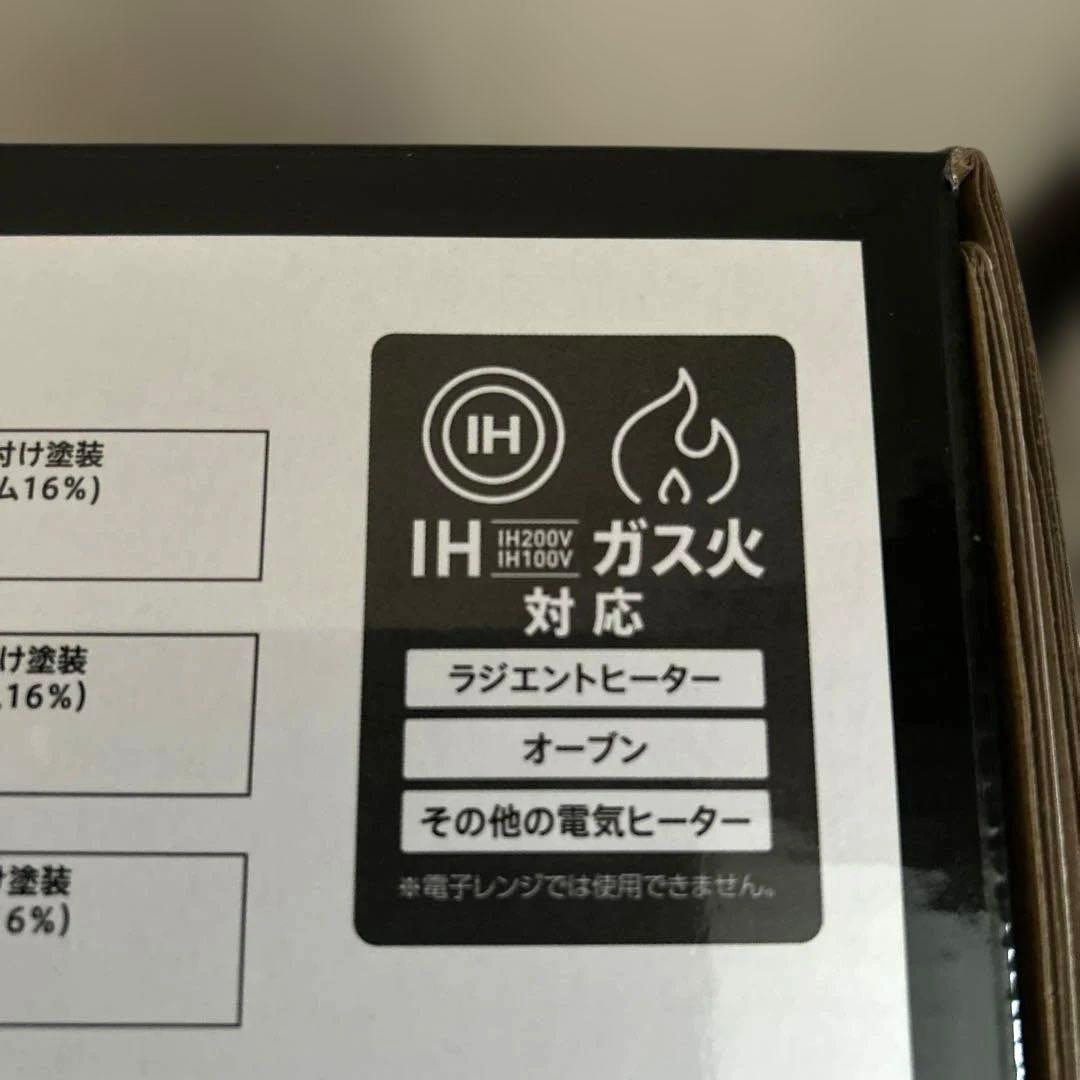 付け塗装
ム16%)
け塗装
16%)
塗装
6%)
IH
IH IH200V ガス火
IH100V
対応
ラジエントヒーター
オーブン
その他の電気ヒーター
※電子レンジでは使用できません。